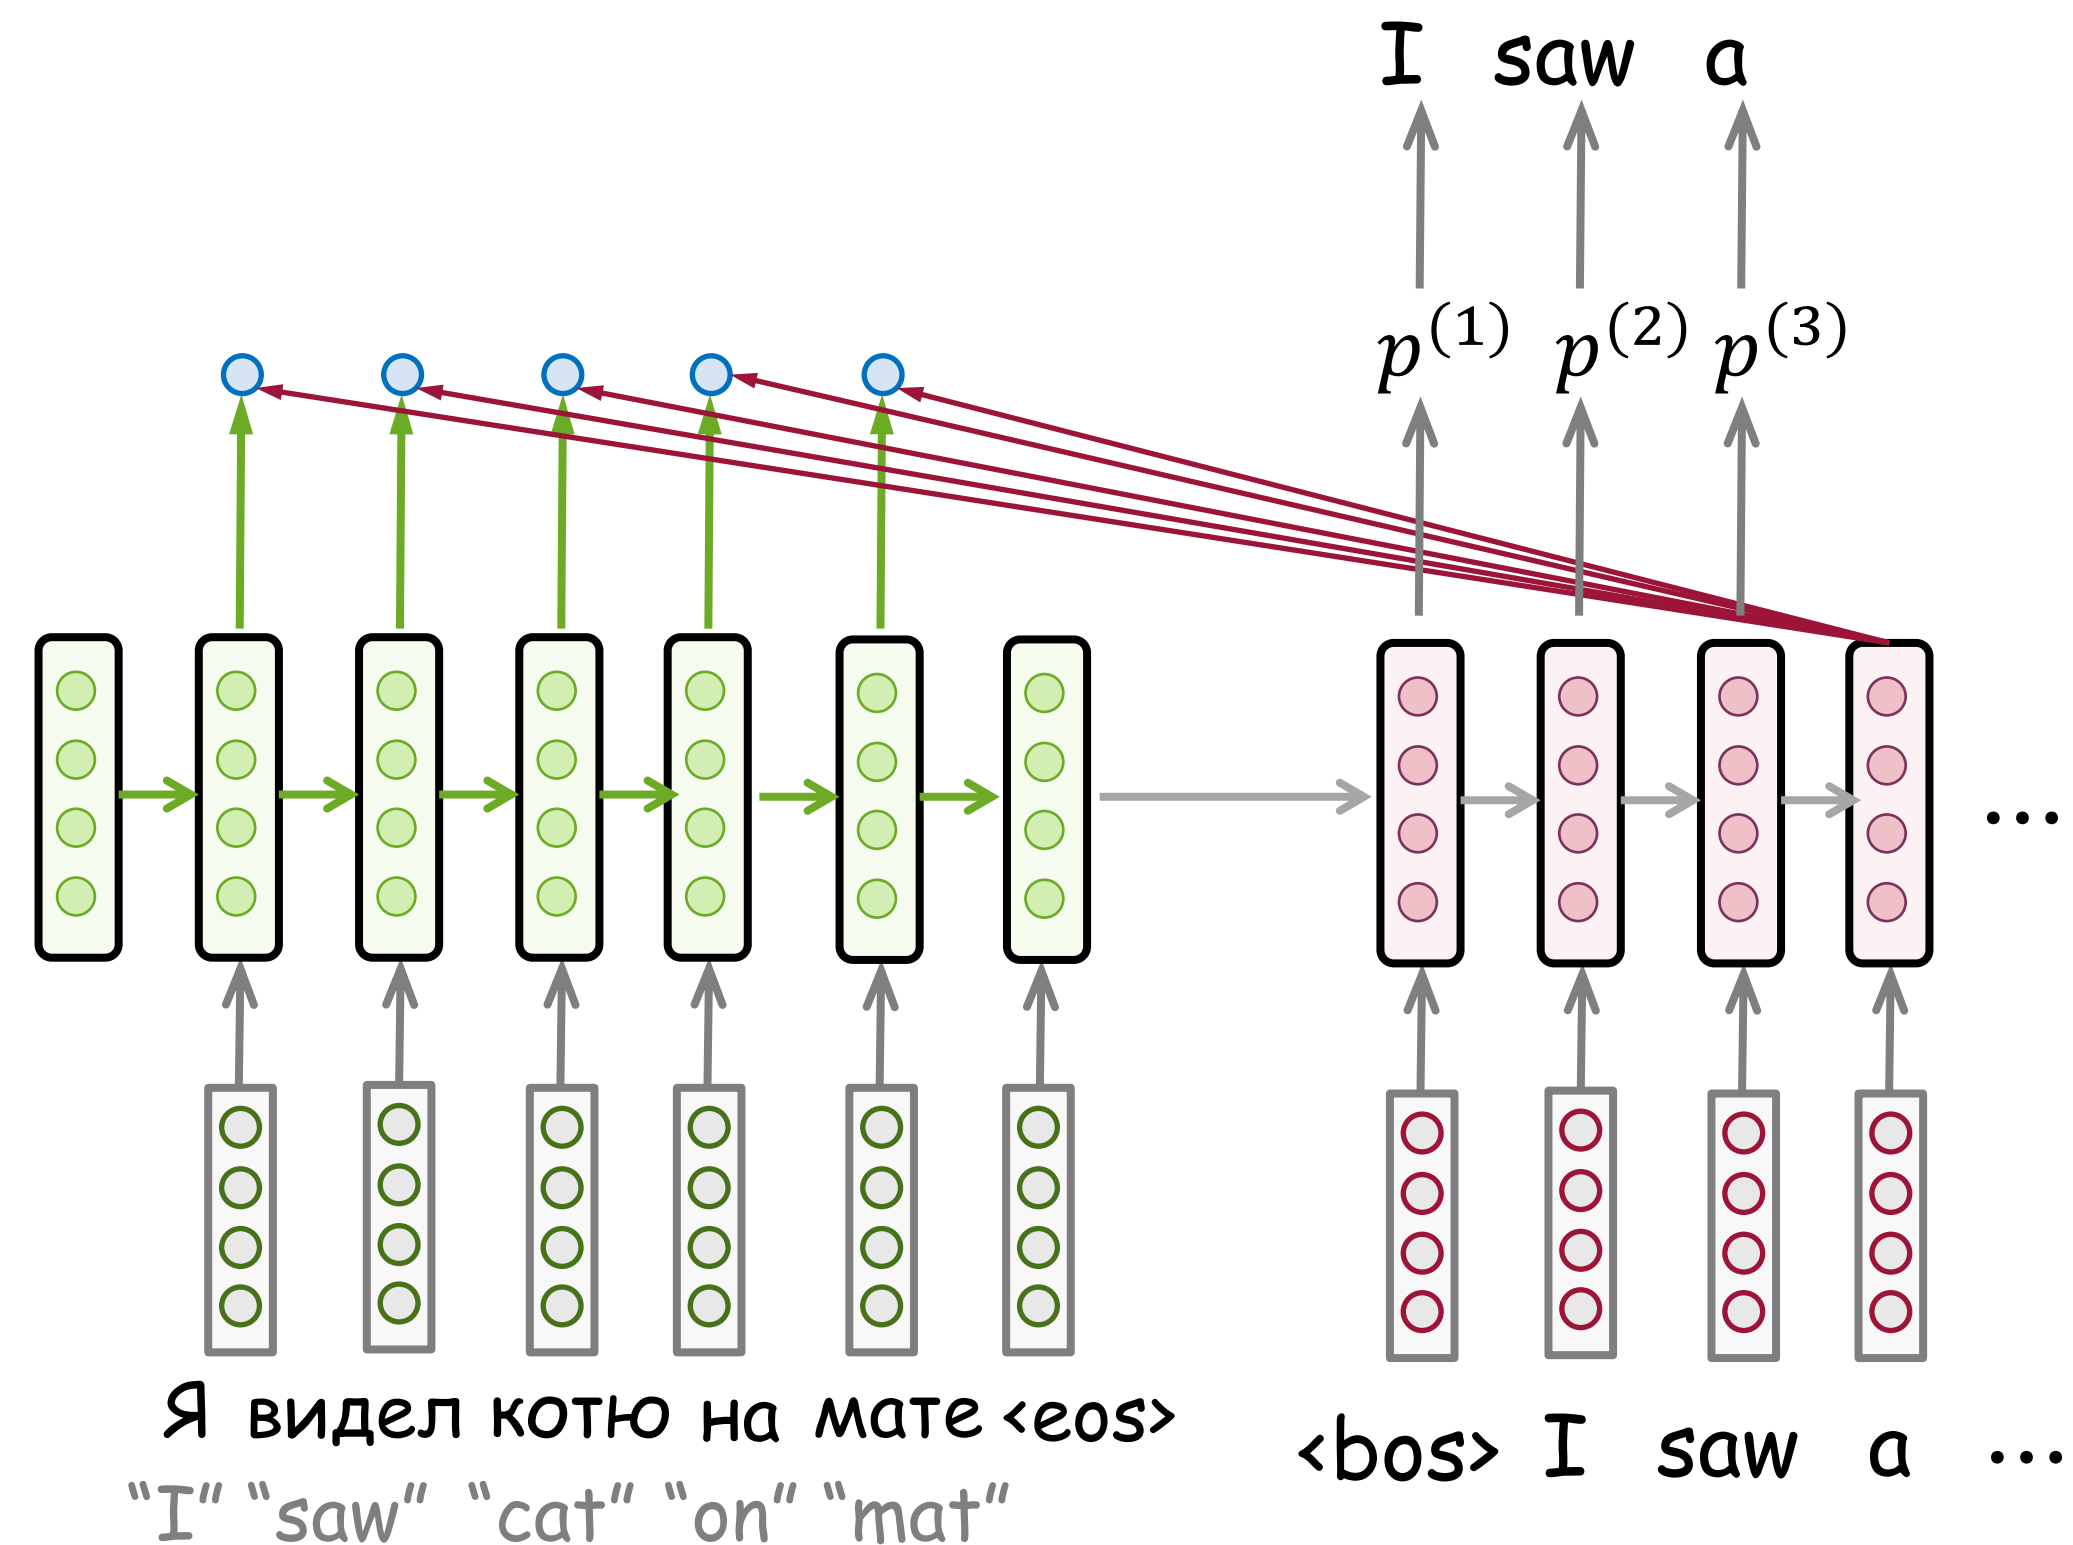 I saw a
p(1) p(2) p(3)
...
Я видел котю на мате <eos>
<bos> I saw a ...
“I” “saw” “cat” “on” “mat”